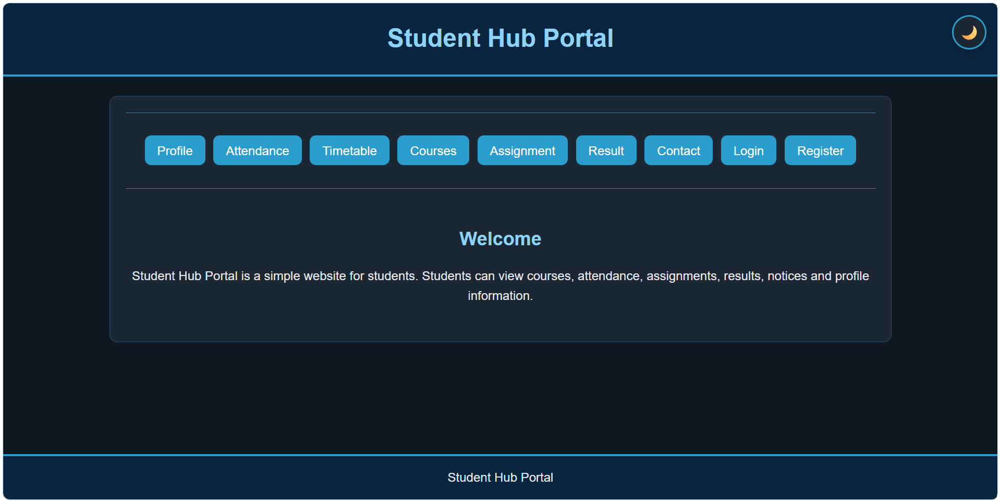 Student Hub Portal
Profile Attendance Timetable Courses Assignment Result Contact Login Register
Welcome
Student Hub Portal is a simple website for students. Students can view courses, attendance, assignments, results, notices and profile
information.
Student Hub Portal